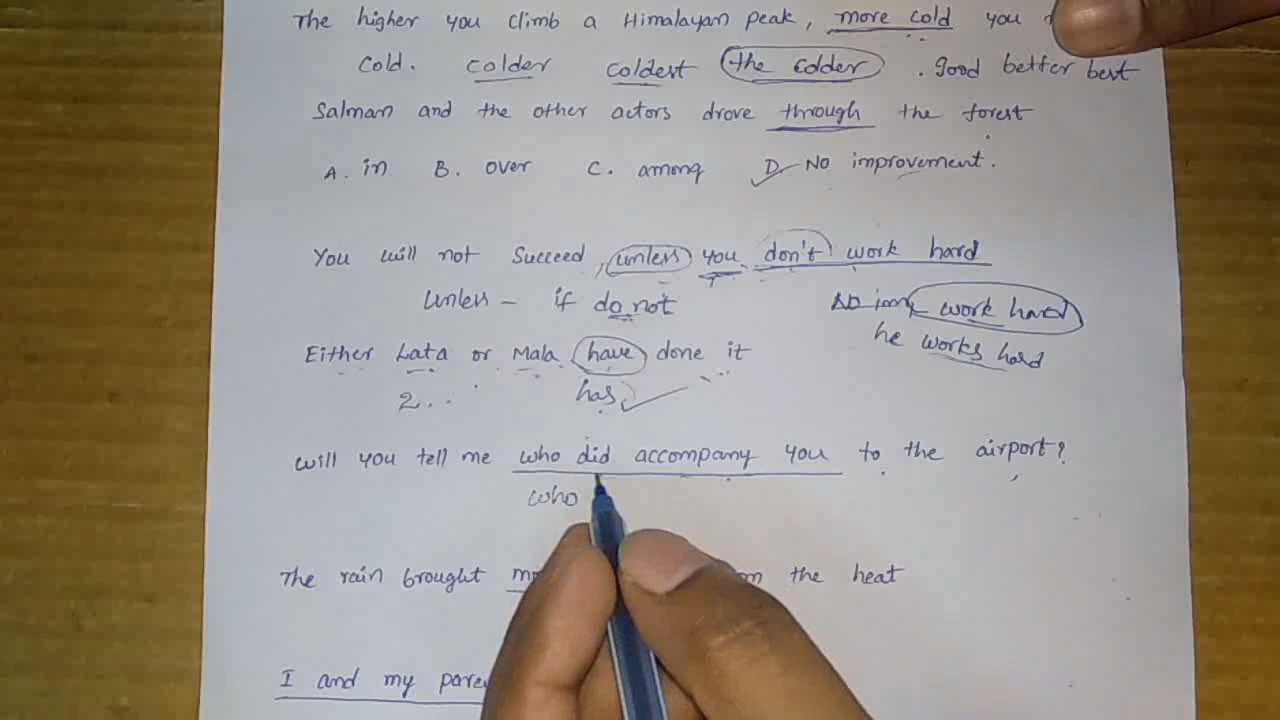 The higher you climb a Himalayan peak, more cold you
cold. colder coldest the colder . Good better best
Salman and the other actors drove through the forest
A. in B. over C. among D. No improvement.
You will not Succeed, unless you don't work hard
Unless - if do not work hard
he works hard
Either Lata or Mala have done it
2.. has
will you tell me who did accompany you to the airport?
who
The rain brought the heat
I and my